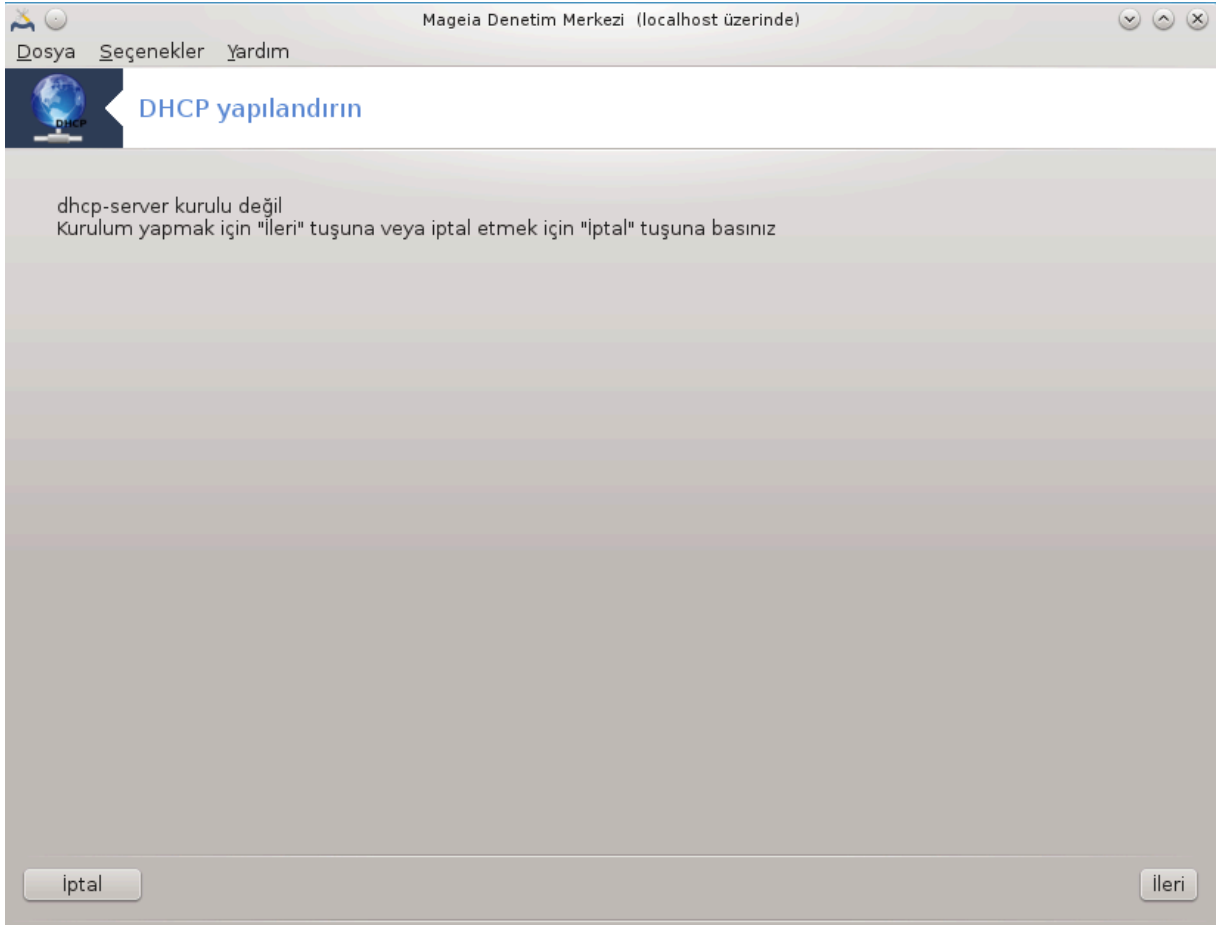 Mageia Denetim Merkezi (localhost üzerinde)
Dosya Seçenekler Yardım
DHCP
DHCP yapılandırın
dhcp-server kurulu değil
Kurulum yapmak için "İleri" tuşuna veya iptal etmek için "İptal" tuşuna basınız
İptal
İleri